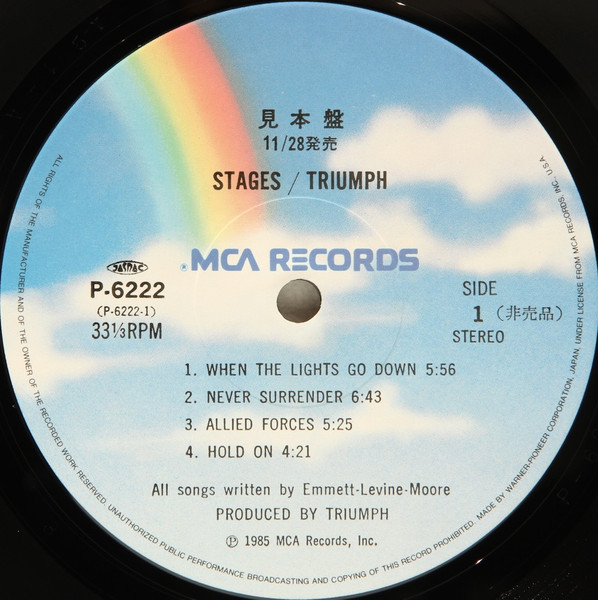 見本盤
11/28発売
STAGES / TRIUMPH
® MCA RECORDS
JASRAC
P-6222
(P-6222-1)
33⅓RPM
SIDE
1 (非売品)
STEREO
1. WHEN THE LIGHTS GO DOWN 5:56
2. NEVER SURRENDER 6:43
3. ALLIED FORCES 5:25
4. HOLD ON 4:21
All songs written by Emmett-Levine-Moore
PRODUCED BY TRIUMPH
Ⓟ 1985 MCA Records, Inc.
ALL RIGHTS OF THE MANUFACTURER AND OF THE OWNER OF THE RECORDED WORK RESERVED. UNAUTHORIZED PUBLIC PERFORMANCE BROADCASTING AND COPYING OF THIS RECORD PROHIBITED. MADE BY WARNER-PIONEER CORPORATION, JAPAN, UNDER LICENSE FROM MCA RECORDS, INC., U.S.A.